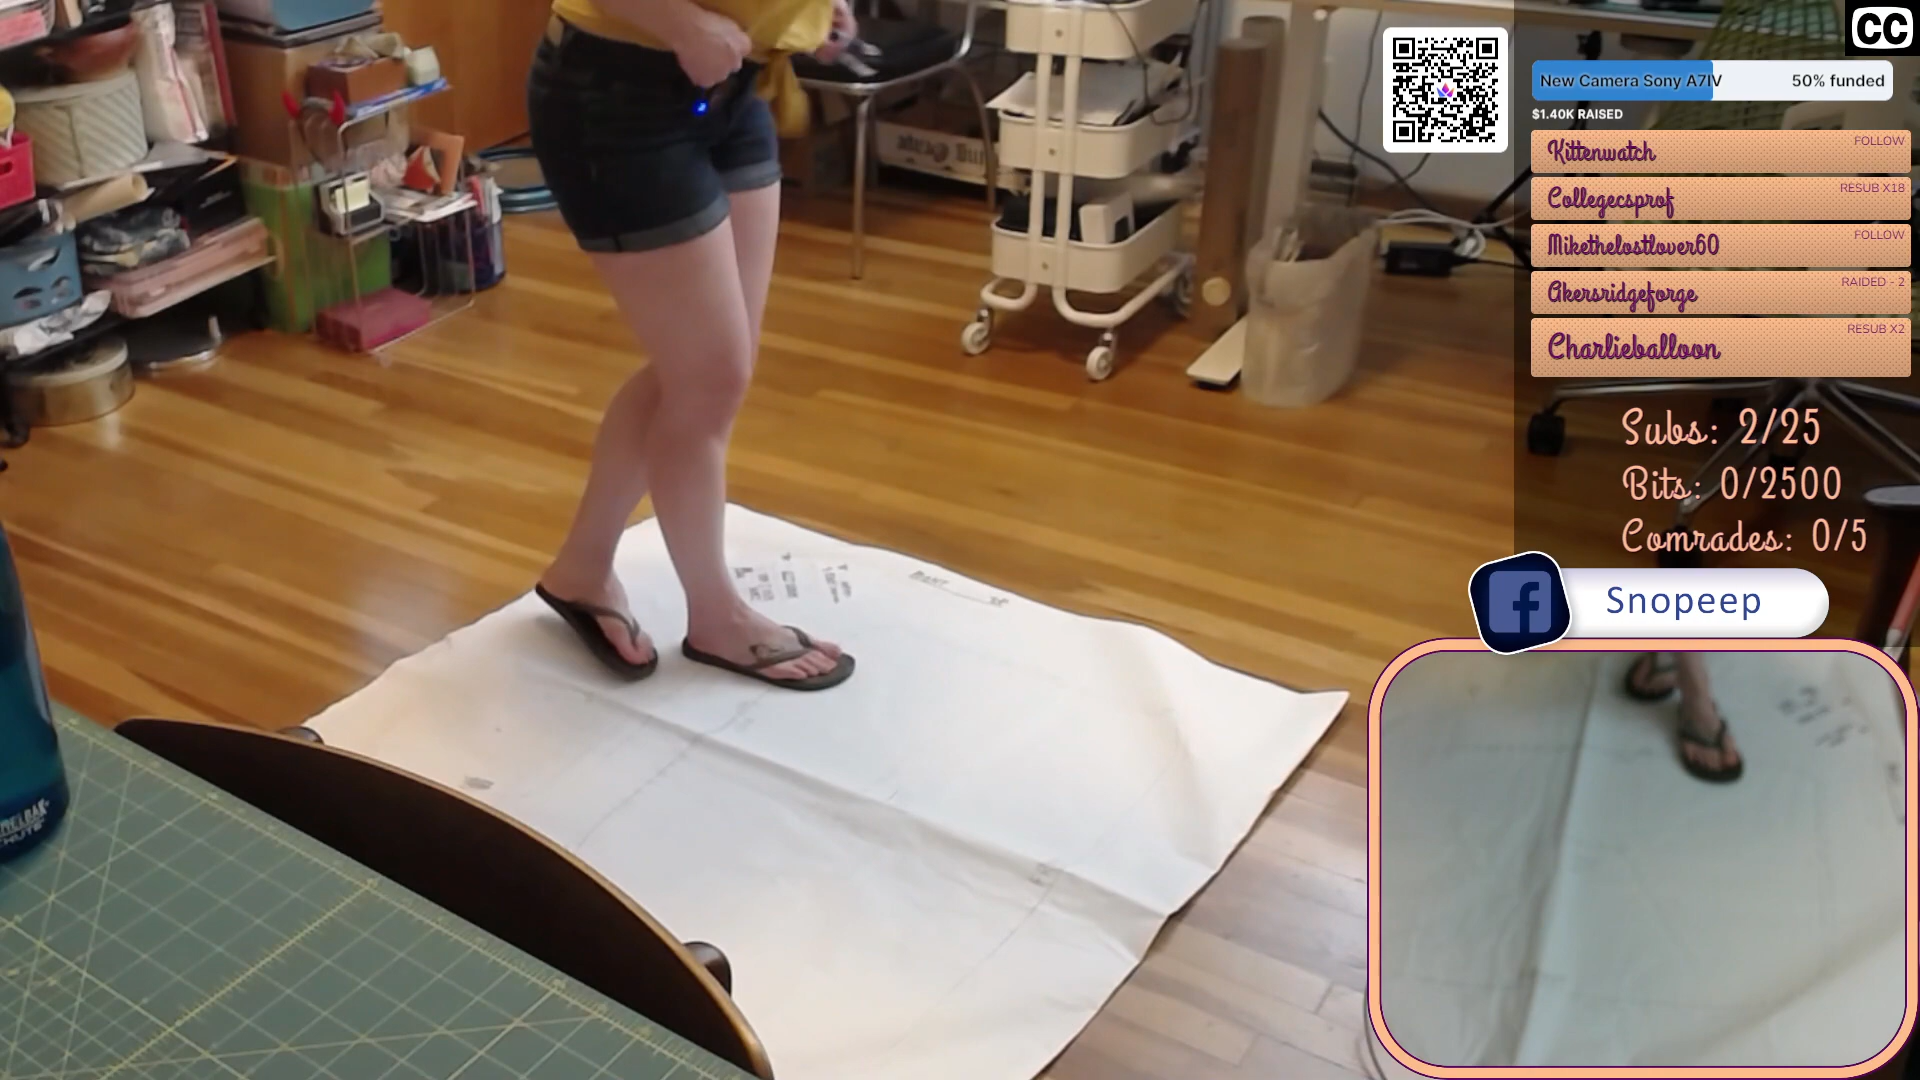 CC
New Camera Sony A7IV 50% funded
$1.40K RAISED
Kittenwatch FOLLOW
Collegecsprof RESUB X18
Mikethelostlover60 FOLLOW
Akersridgeforge RAIDED - 2
Charlieballoon RESUB X2
Subs: 2/25
Bits: 0/2500
Comrades: 0/5
f Snopeep